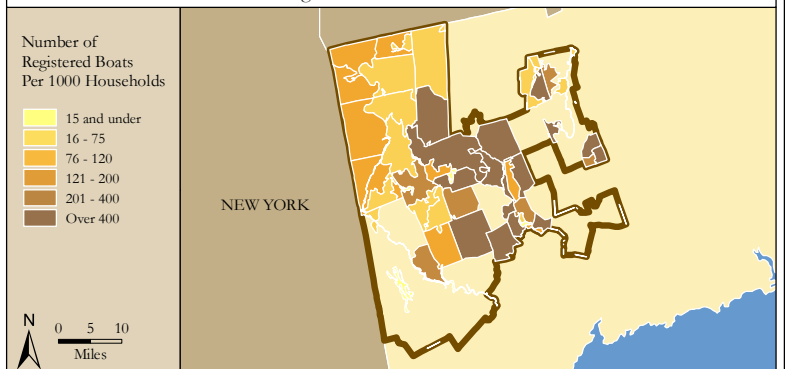 Number of
Registered Boats
Per 1000 Households
15 and under
16 - 75
76 - 120
121 - 200
201 - 400
Over 400
NEW YORK
N
0 5 10
Miles